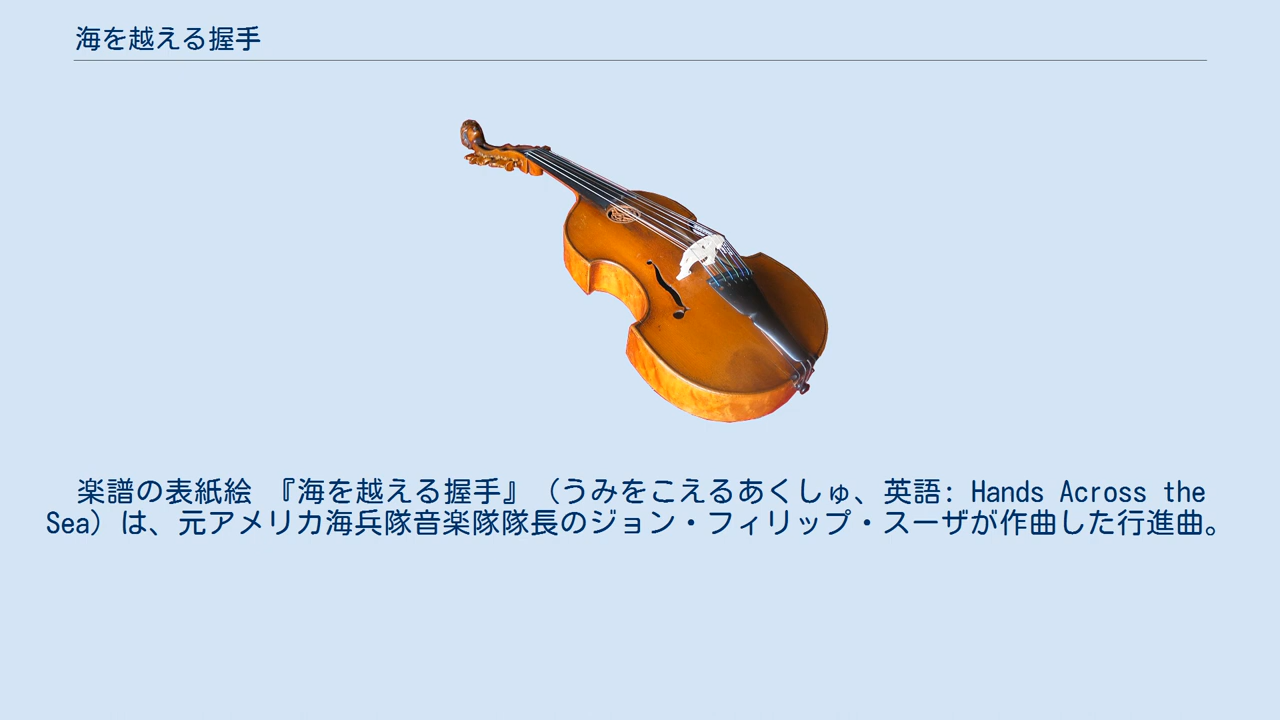 海を越える握手
楽譜の表紙絵 『海を越える握手』（うみをこえるあくしゅ、英語: Hands Across the
Sea）は、元アメリカ海兵隊音楽隊隊長のジョン・フィリップ・スーザが作曲した行進曲。